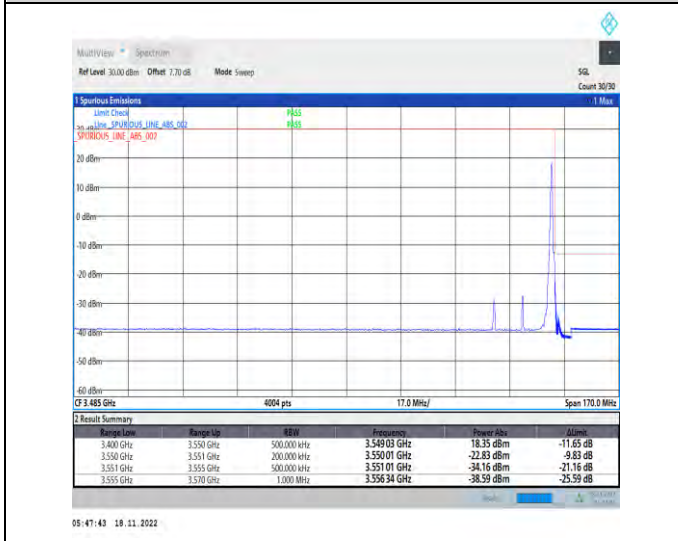 MultiView Spectrum
Ref Level 30.00 dBm Offset 7.70 dB Mode Sweep SGL
Count 30/30
1 Spurious Emissions 1 Max
Limit Check PASS
Line _SPURIOUS_LINE_ABS_002 PASS
_SPURIOUS_LINE_ABS_002
20 dBm
10 dBm
0 dBm
-10 dBm
-20 dBm
-30 dBm
-40 dBm
-50 dBm
-60 dBm
CF 3.485 GHz 4004 pts 17.0 MHz/ Span 170.0 MHz
2 Result Summary
Range Low Range Up RBW Frequency Power Abs ΔLimit
3.400 GHz 3.550 GHz 500.000 kHz 3.549 03 GHz 18.35 dBm -11.65 dB
3.550 GHz 3.551 GHz 200.000 kHz 3.550 01 GHz -22.83 dBm -9.83 dB
3.551 GHz 3.555 GHz 500.000 kHz 3.551 01 GHz -34.16 dBm -21.16 dB
3.555 GHz 3.570 GHz 1.000 MHz 3.556 34 GHz -38.59 dBm -25.59 dB
05:47:43 18.11.2022